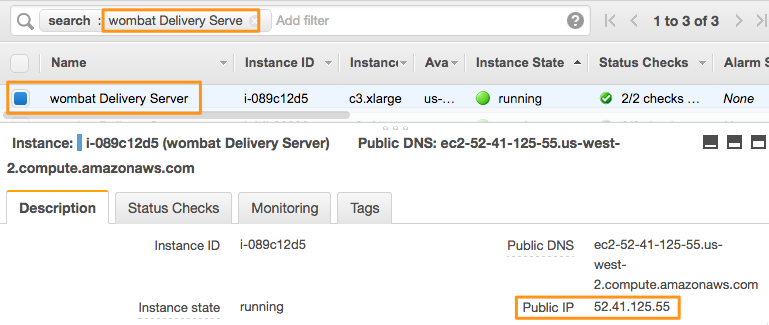 search : wombat Delivery Serve Add filter 1 to 3 of 3
Name Instance ID Instanc Ava Instance State Status Checks Alarm S
wombat Delivery Server i-089c12d5 c3.xlarge us-... running 2/2 checks ... None
Instance: i-089c12d5 (wombat Delivery Server) Public DNS: ec2-52-41-125-55.us-west-
2.compute.amazonaws.com
Description Status Checks Monitoring Tags
Instance ID i-089c12d5 Public DNS ec2-52-41-125-55.us-
west-
2.compute.amazonaws.com
Instance state running Public IP 52.41.125.55